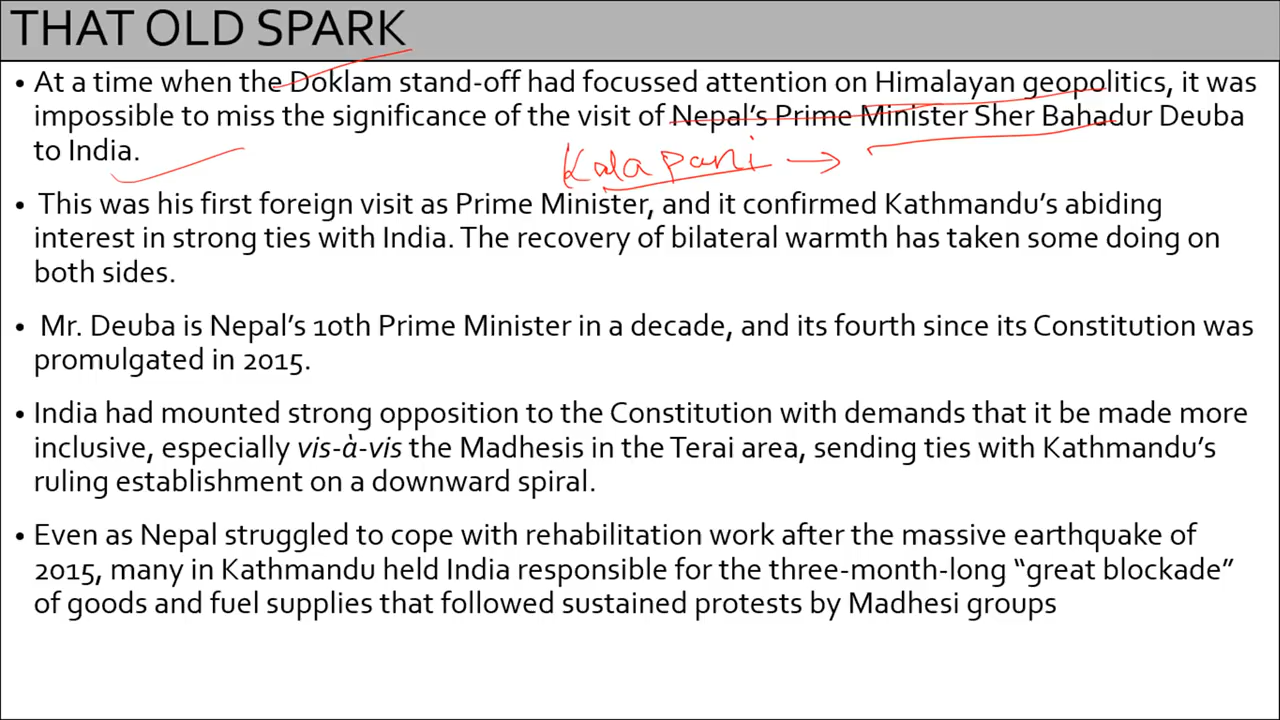 THAT OLD SPARK
• At a time when the Doklam stand-off had focussed attention on Himalayan geopolitics, it was
impossible to miss the significance of the visit of Nepal's Prime Minister Sher Bahadur Deuba
to India.
Kalapani →
• This was his first foreign visit as Prime Minister, and it confirmed Kathmandu's abiding
interest in strong ties with India. The recovery of bilateral warmth has taken some doing on
both sides.
• Mr. Deuba is Nepal's 10th Prime Minister in a decade, and its fourth since its Constitution was
promulgated in 2015.
• India had mounted strong opposition to the Constitution with demands that it be made more
inclusive, especially vis-à-vis the Madhesis in the Terai area, sending ties with Kathmandu's
ruling establishment on a downward spiral.
• Even as Nepal struggled to cope with rehabilitation work after the massive earthquake of
2015, many in Kathmandu held India responsible for the three-month-long “great blockade”
of goods and fuel supplies that followed sustained protests by Madhesi groups